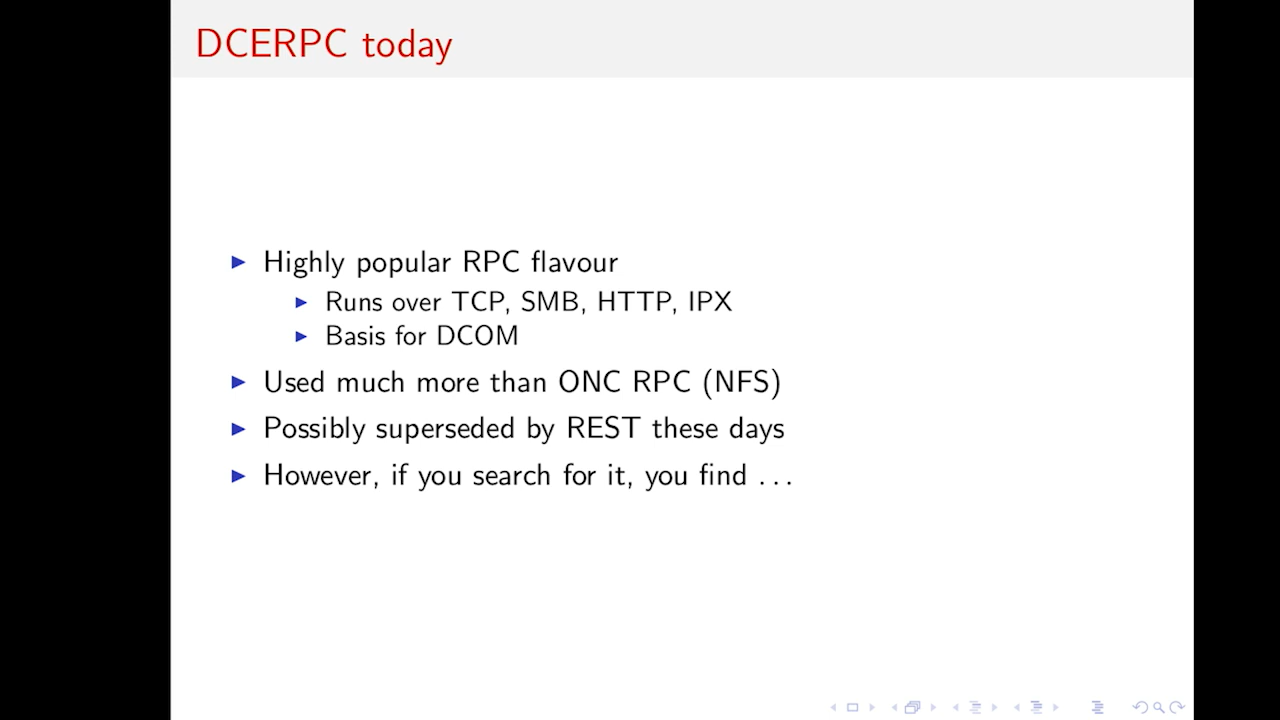 DCERPC today
Highly popular RPC flavour
Runs over TCP, SMB, HTTP, IPX
Basis for DCOM
Used much more than ONC RPC (NFS)
Possibly superseded by REST these days
However, if you search for it, you find ...